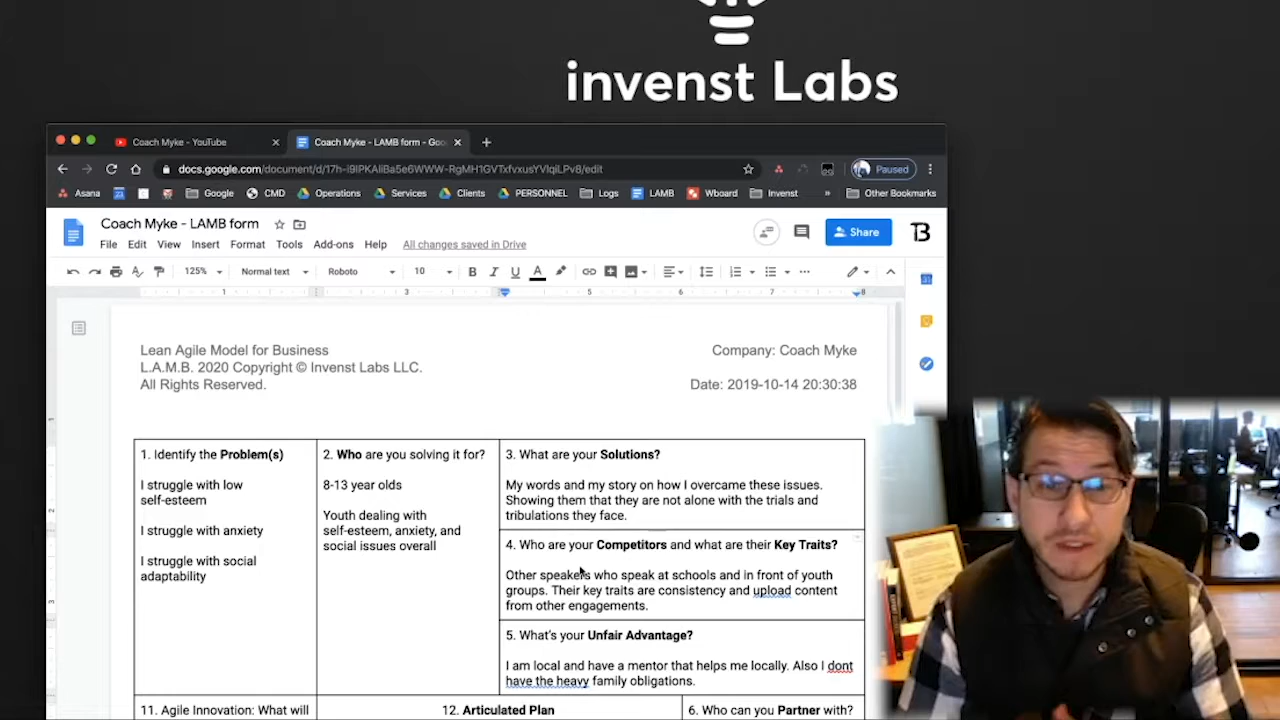 invenst Labs
Coach Myke - YouTube
Coach Myke - LAMB form - Goo
docs.google.com/document/d/
Paused
Asana
Google
CMD
Operations
Services
Clients
PERSONNEL
Logs
LAMB
Wboard
Invenst
»
Other Bookmarks
Coach Myke - LAMB form
File Edit View Insert Format Tools Add-ons Help All changes saved in Drive
Share
125% Normal text Roboto 10 B I U A
1 3 5 6 7 8
Lean Agile Model for Business
L.A.M.B. 2020 Copyright © Invenst Labs LLC.
All Rights Reserved.
Company: Coach Myke
Date: 2019-10-14 20:30:38
1. Identify the Problem(s)
I struggle with low
self-esteem
I struggle with anxiety
I struggle with social
adaptability
2. Who are you solving it for?
8-13 year olds
Youth dealing with
self-esteem, anxiety, and
social issues overall
3. What are your Solutions?
My words and my story on how I overcame these issues.
Showing them that they are not alone with the trials and
tribulations they face.
4. Who are your Competitors and what are their Key Traits?
Other speakers who speak at schools and in front of youth
groups. Their key traits are consistency and upload content
from other engagements.
5. What's your Unfair Advantage?
I am local and have a mentor that helps me locally. Also I dont
have the heavy family obligations.
11. Agile Innovation: What will
12. Articulated Plan
6. Who can you Partner with?